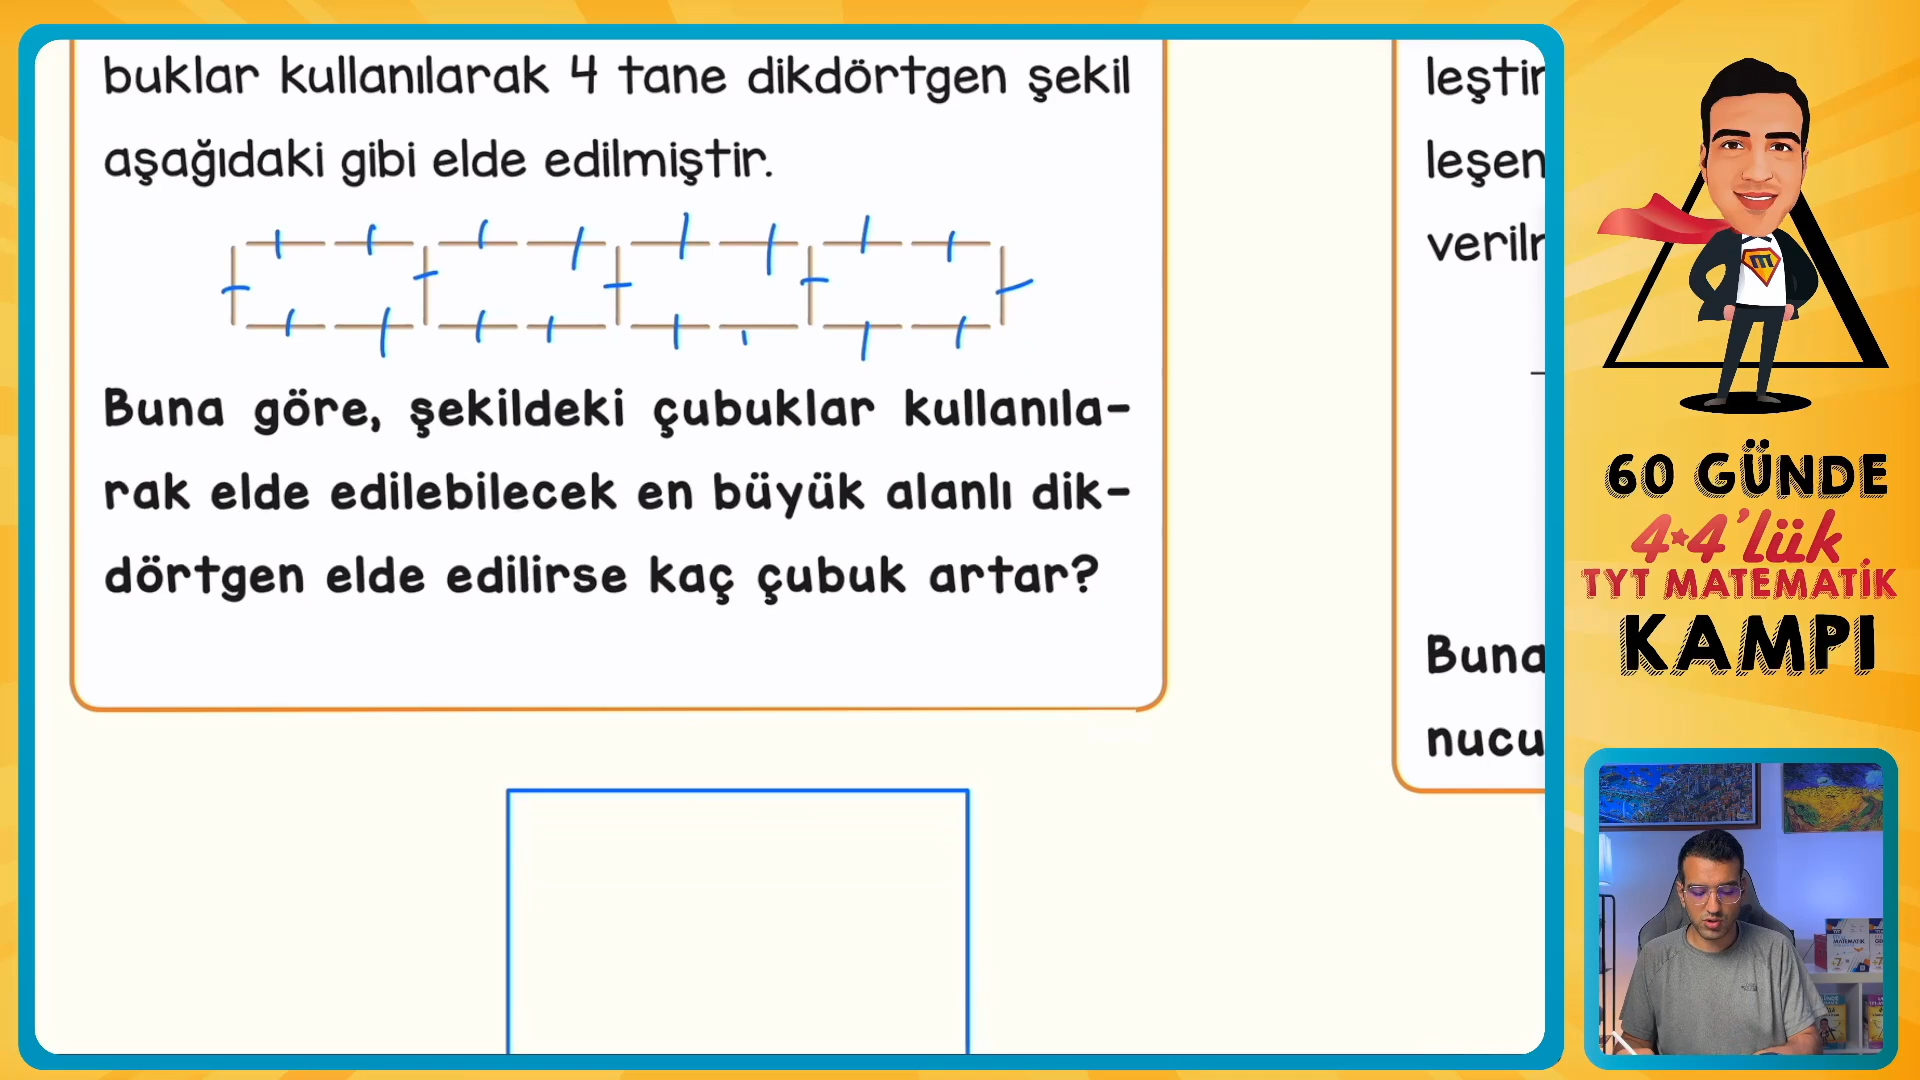 buklar kullanılarak 4 tane dikdörtgen şekil
aşağıdaki gibi elde edilmiştir.
Buna göre, şekildeki çubuklar kullanıla-
rak elde edilebilecek en büyük alanlı dik-
dörtgen elde edilirse kaç çubuk artar?
leştir
leşen
verilr
Buna
nucu
m
60 GÜNDE
4★4'lük
TYT MATEMATİK
KAMPI